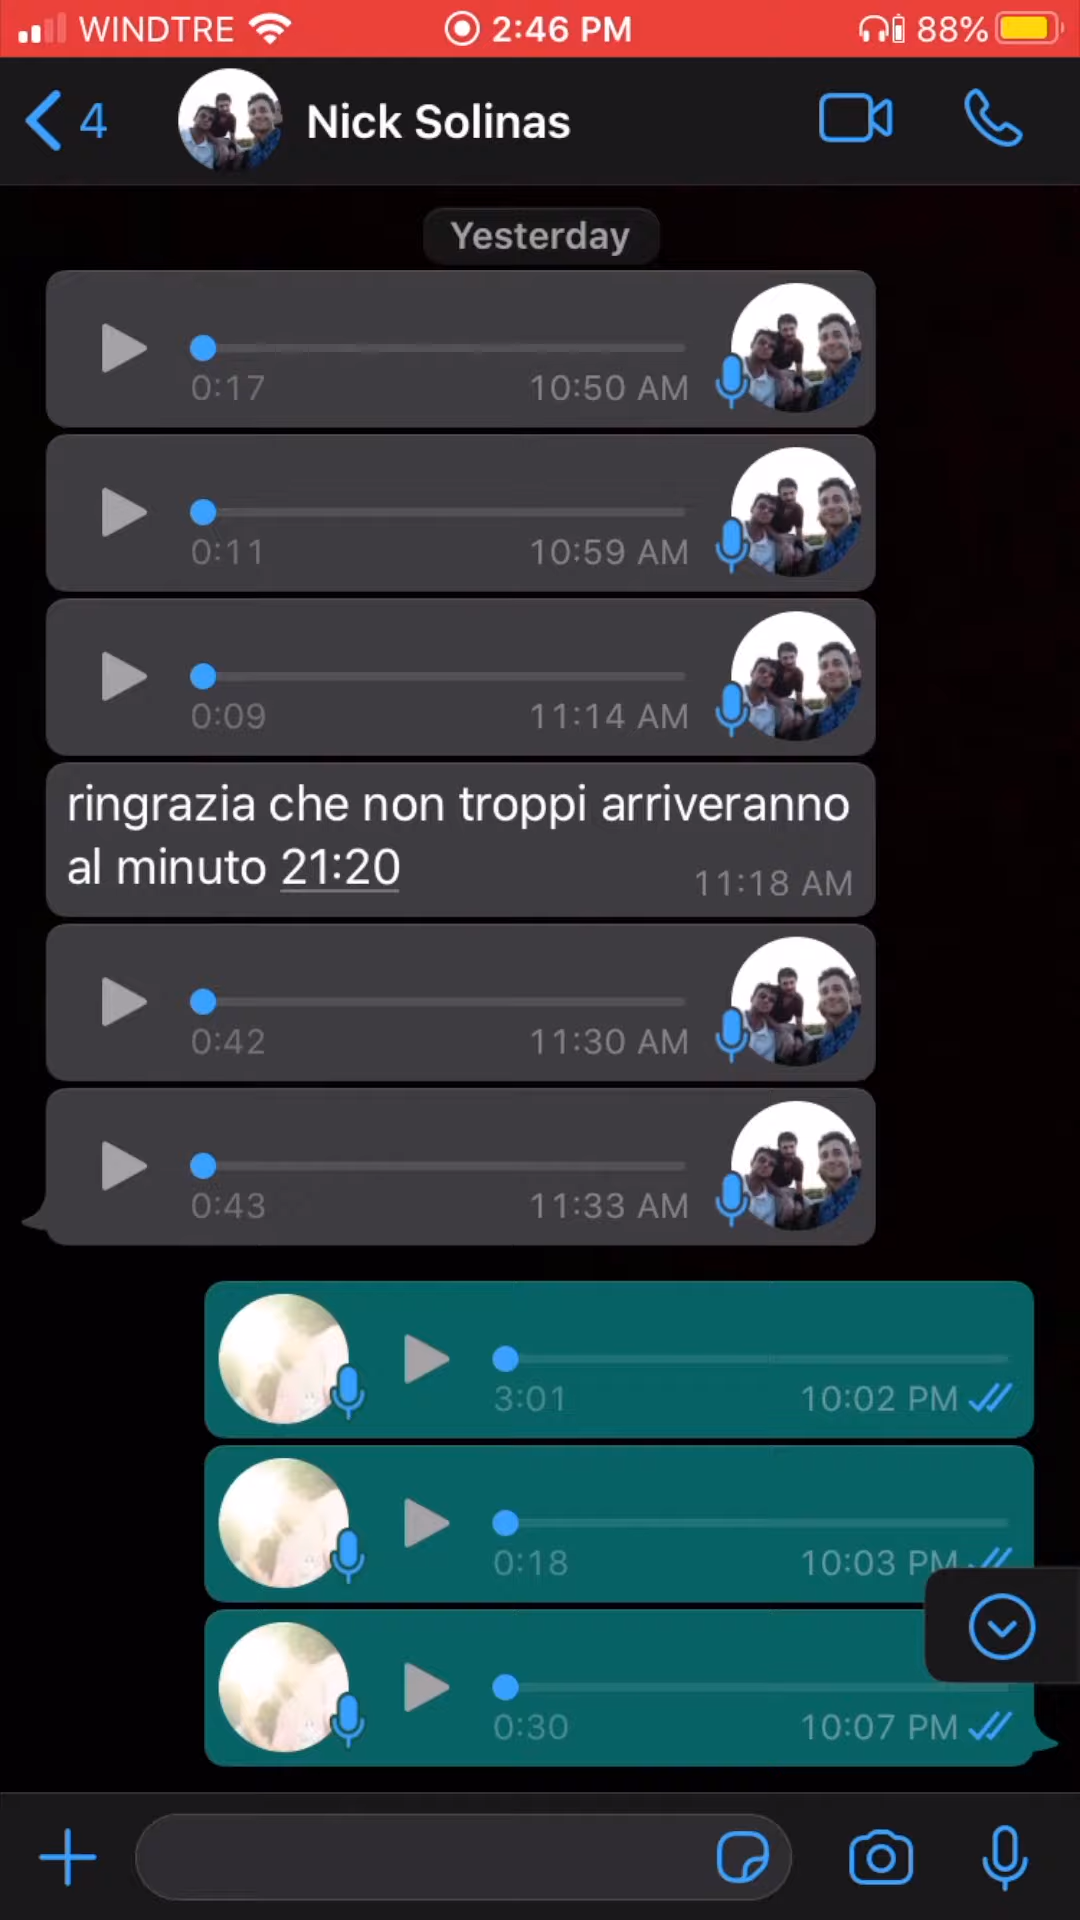 WINDTRE 2:46 PM 88%
4 Nick Solinas
Yesterday
0:17 10:50 AM
0:11 10:59 AM
0:09 11:14 AM
ringrazia che non troppi arriveranno
al minuto 21:20
11:18 AM
0:42 11:30 AM
0:43 11:33 AM
3:01 10:02 PM
0:18 10:03 PM
0:30 10:07 PM